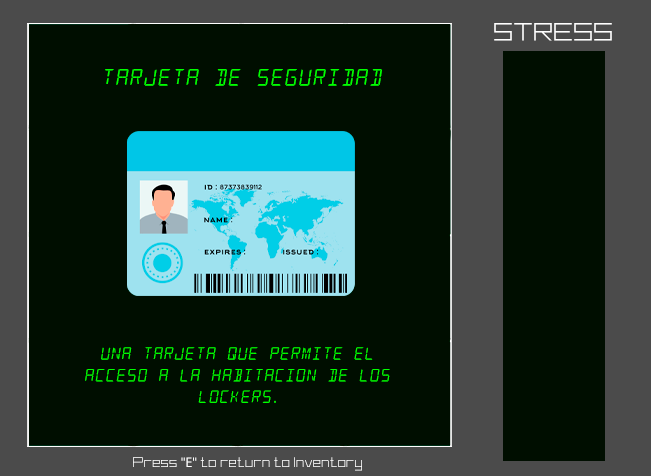 STRESS
TARJETA DE SEGURIDAD
ID : 87373839112
NAME :
EXPIRES : ISSUED :
UNA TARJETA QUE PERMITE EL
ACCESO A LA HABITACION DE LOS
LOCKERS.
Press "E" to return to Inventory